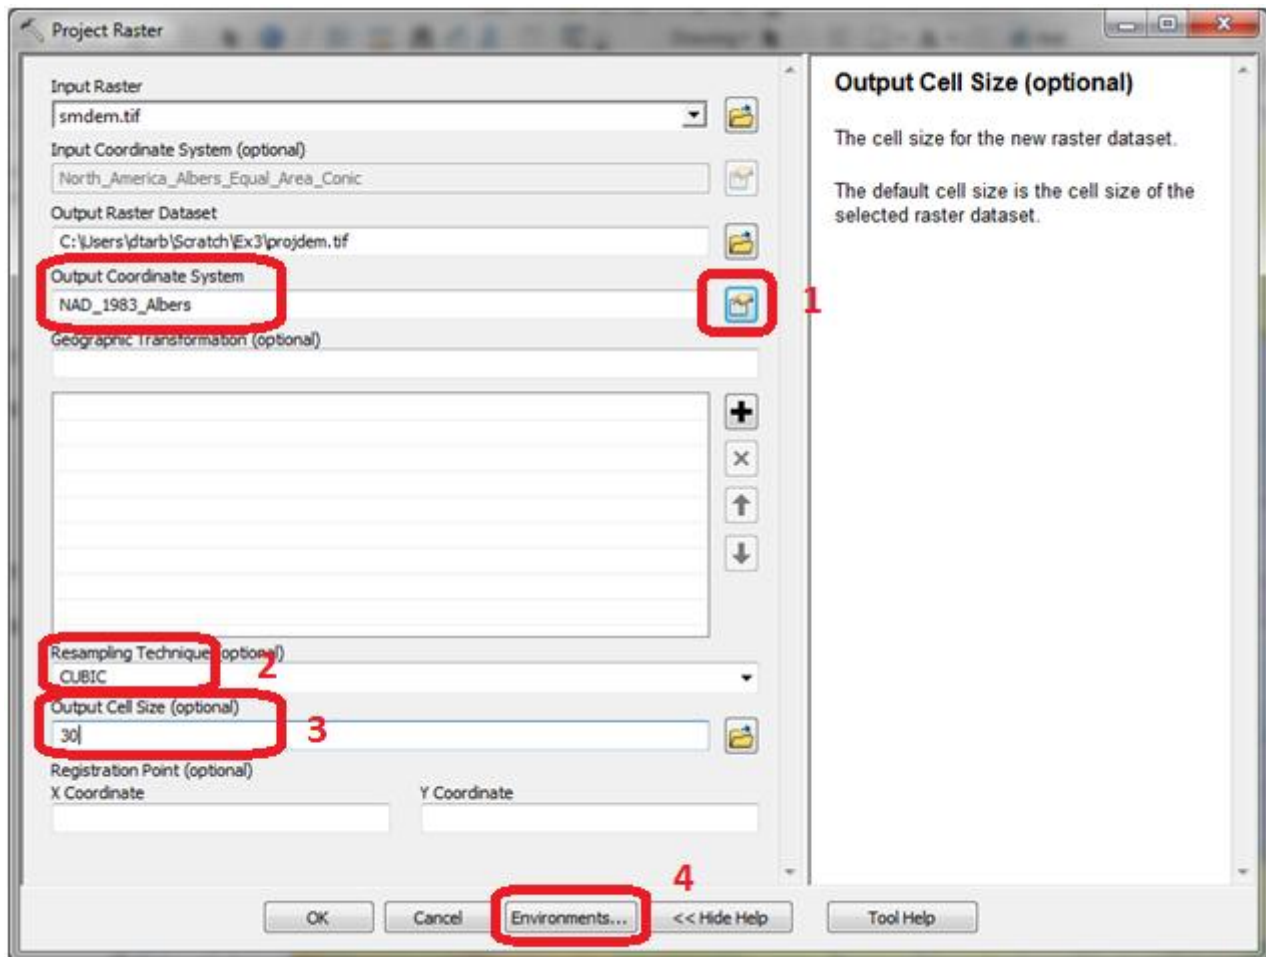 Project Raster
Input Raster
smdem.tif
Input Coordinate System (optional)
North_America_Albers_Equal_Area_Conic
Output Raster Dataset
C:\Users\dtarb\Scratch\Ex3\projdem.tif
Output Coordinate System
NAD_1983_Albers
1
Geographic Transformation (optional)
Resampling Technique (optional)
2
CUBIC
Output Cell Size (optional)
30
3
Registration Point (optional)
X Coordinate
Y Coordinate
4
OK
Cancel
Environments...
<< Hide Help
Tool Help
Output Cell Size (optional)
The cell size for the new raster dataset.
The default cell size is the cell size of the
selected raster dataset.